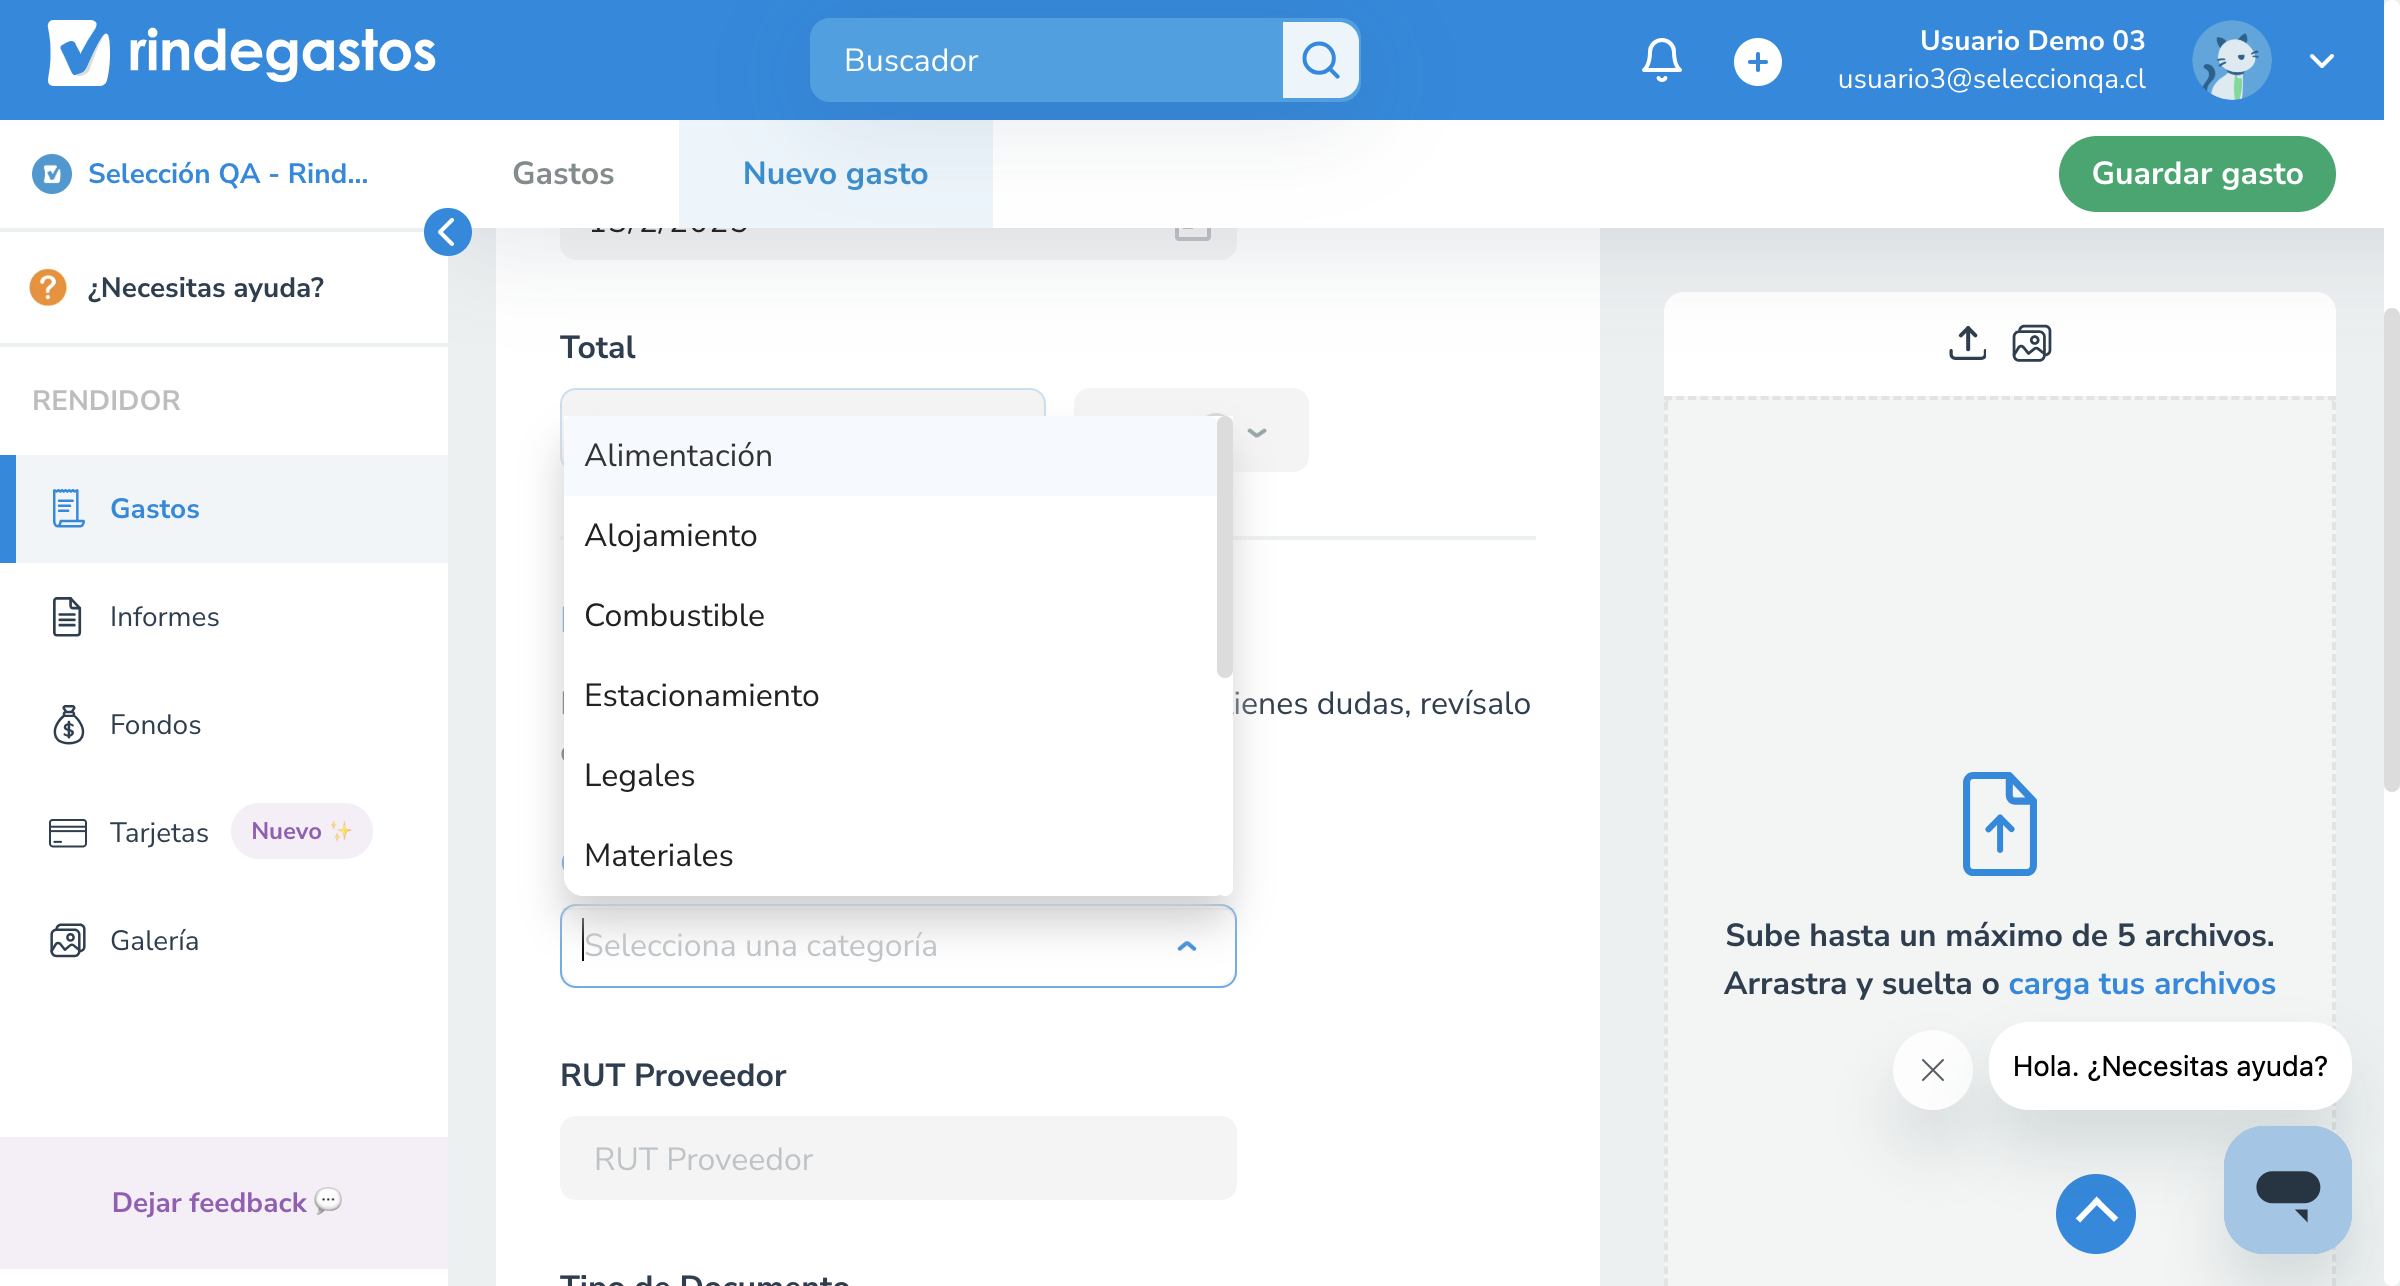 rindegastos
Buscador
Usuario Demo 03
usuario3@seleccionqa.cl
Selección QA - Rind...
Gastos
Nuevo gasto
Guardar gasto
¿Necesitas ayuda?
RENDIDOR
Gastos
Informes
Fondos
Tarjetas
Nuevo ✨
Galería
Dejar feedback 💬
Total
Alimentación
Alojamiento
Combustible
Estacionamiento
ienes dudas, revísalo
Legales
Materiales
Selecciona una categoría
RUT Proveedor
RUT Proveedor
Tipo de Documento
Sube hasta un máximo de 5 archivos.
Arrastra y suelta o carga tus archivos
Hola. ¿Necesitas ayuda?